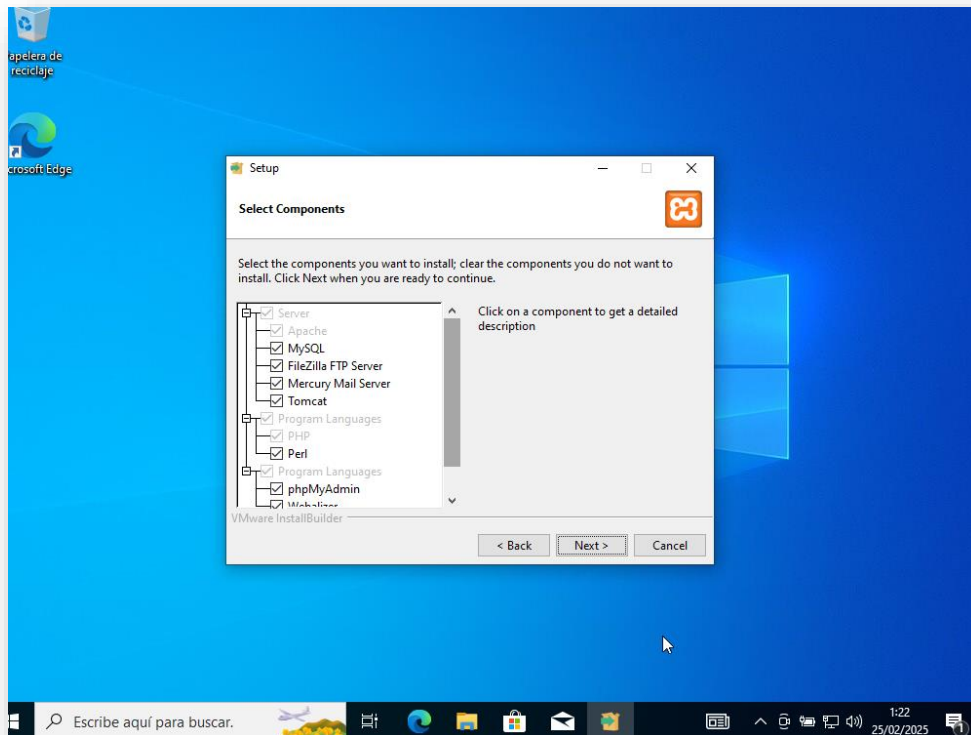 Papelera de
reciclaje
crosoft Edge
Setup
Select Components
Select the components you want to install; clear the components you do not want to
install. Click Next when you are ready to continue.
Server
Apache
MySQL
FileZilla FTP Server
Mercury Mail Server
Tomcat
Program Languages
PHP
Perl
Program Languages
phpMyAdmin
Webalizer
Click on a component to get a detailed
description
VMware InstallBuilder
< Back
Next >
Cancel
Escribe aquí para buscar.
1:22
25/02/2025
1